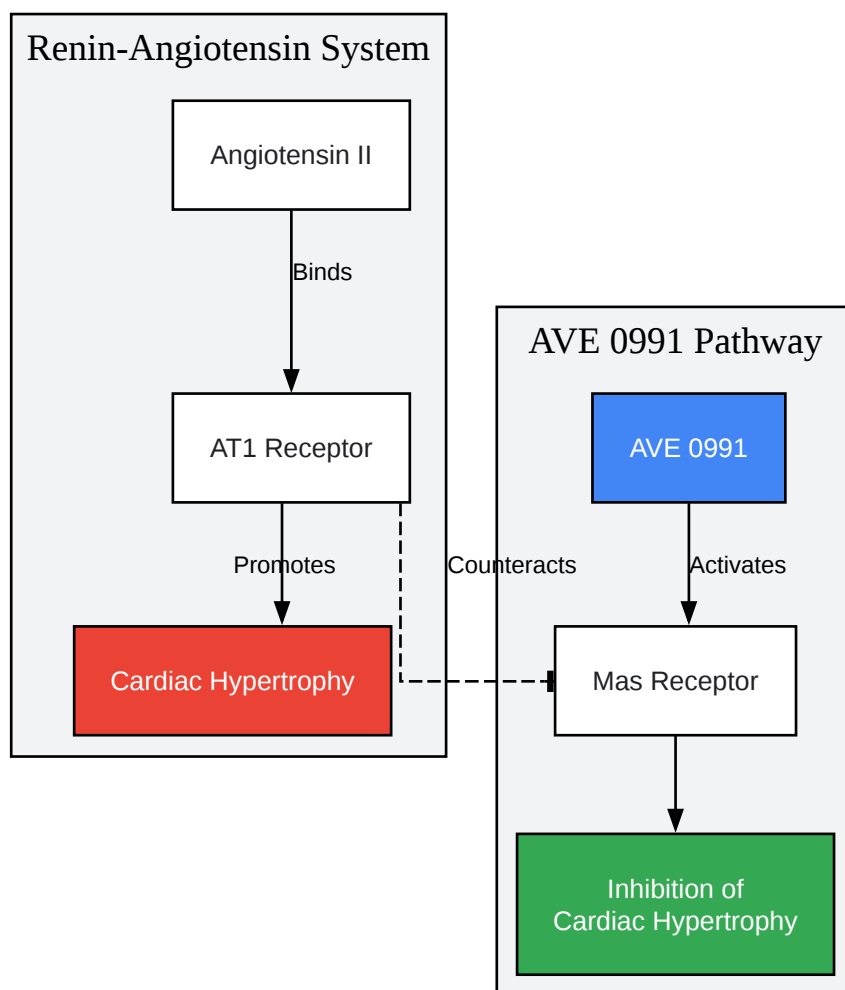 Renin-Angiotensin System
Angiotensin II
Binds
AT1 Receptor
Promotes
Cardiac Hypertrophy
Counteracts
AVE 0991 Pathway
AVE 0991
Activates
Mas Receptor
Inhibition of
Cardiac Hypertrophy